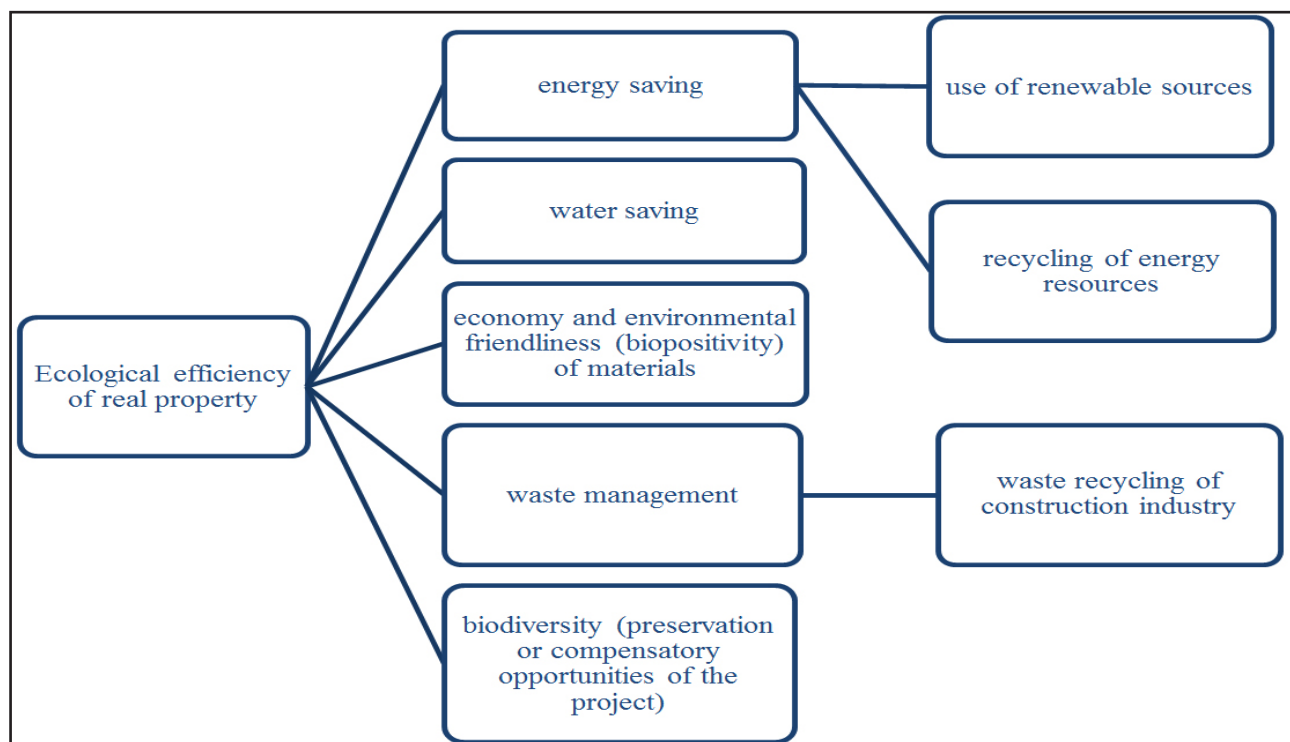 Ecological efficiency
of real property
energy saving
water saving
economy and environmental
friendliness (biopositivity)
of materials
waste management
biodiversity (preservation
or compensatory
opportunities of the
project)
use of renewable sources
recycling of energy
resources
waste recycling of
construction industry